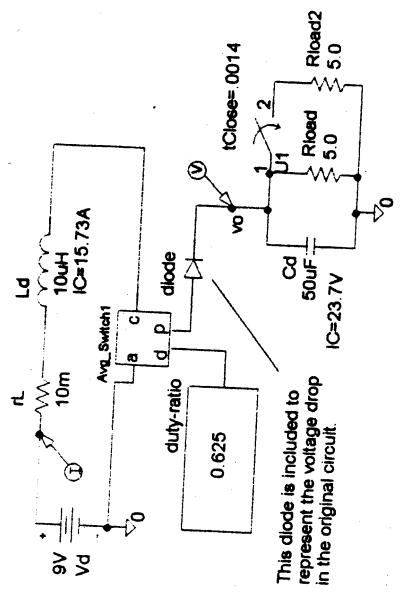 Ld
10uH
IC=15.73A
rL
10m
I
+
9V
Vd
-
0
Avg_Switch1
a
c
d
p
duty-ratio
0.625
diode
V
vo
tClose=.0014
1
2
U1
Rload
5.0
Rload2
5.0
Cd
50uF
IC=23.7V
0
This diode is included to
represent the voltage drop
in the original circuit.